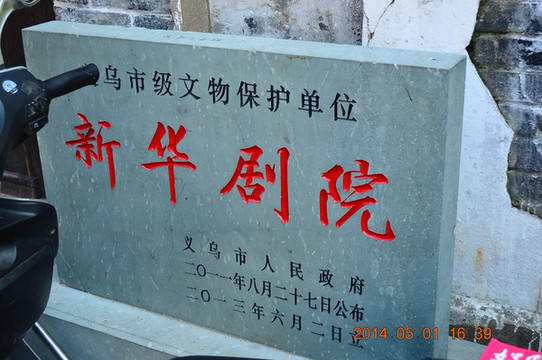 义乌市级文物保护单位
新华剧院
义乌市人民政府
二〇一一年八月二十七日公布
二〇一三年六月二日立
2014.05.01 16:39